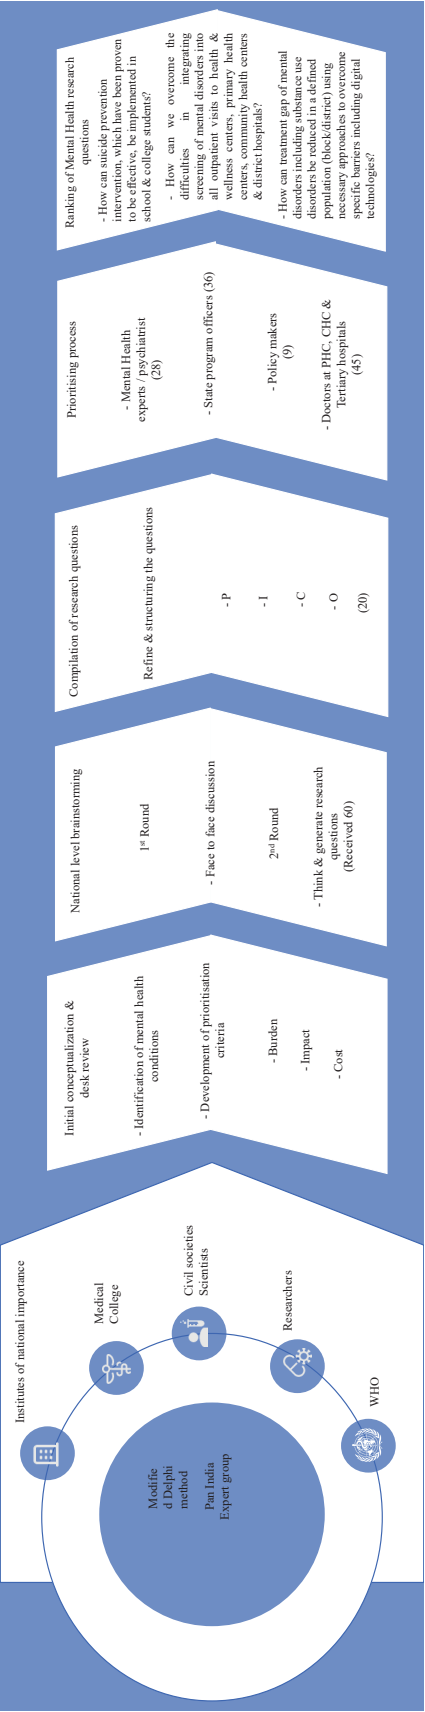 Modifie
d Delphi
method
Pan India
Expert group
Institutes of national importance
Medical
College
Civil societies
Scientists
Researchers
WHO
Initial conceptualization &
desk review
- Identification of mental health
conditions
- Development of prioritisation
criteria
- Burden
- Impact
- Cost
National level brainstorming
1st Round
- Face to face discussion
2nd Round
- Think & generate research
questions
(Received 60)
Compilation of research questions
Refine & structuring the questions
- P
- I
- C
- O
(20)
Prioritising process
- Mental Health
experts / psychiatrist
(28)
- State program officers (36)
- Policy makers
(9)
- Doctors at PHC, CHC &
Tertiary hospitals
(45)
Ranking of Mental Health research
questions
- How can suicide prevention
intervention, which have been proven
to be effective, be implemented in
school & college students?
- How can we overcome the
difficulties in integrating
screening of mental disorders into
all outpatient visits to health &
wellness centers, primary health
centers, community health centers
& district hospitals?
- How can treatment gap of mental
disorders including substance use
disorders be reduced in a defined
population (block/district) using
necessary approaches to overcome
specific barriers including digital
technologies?